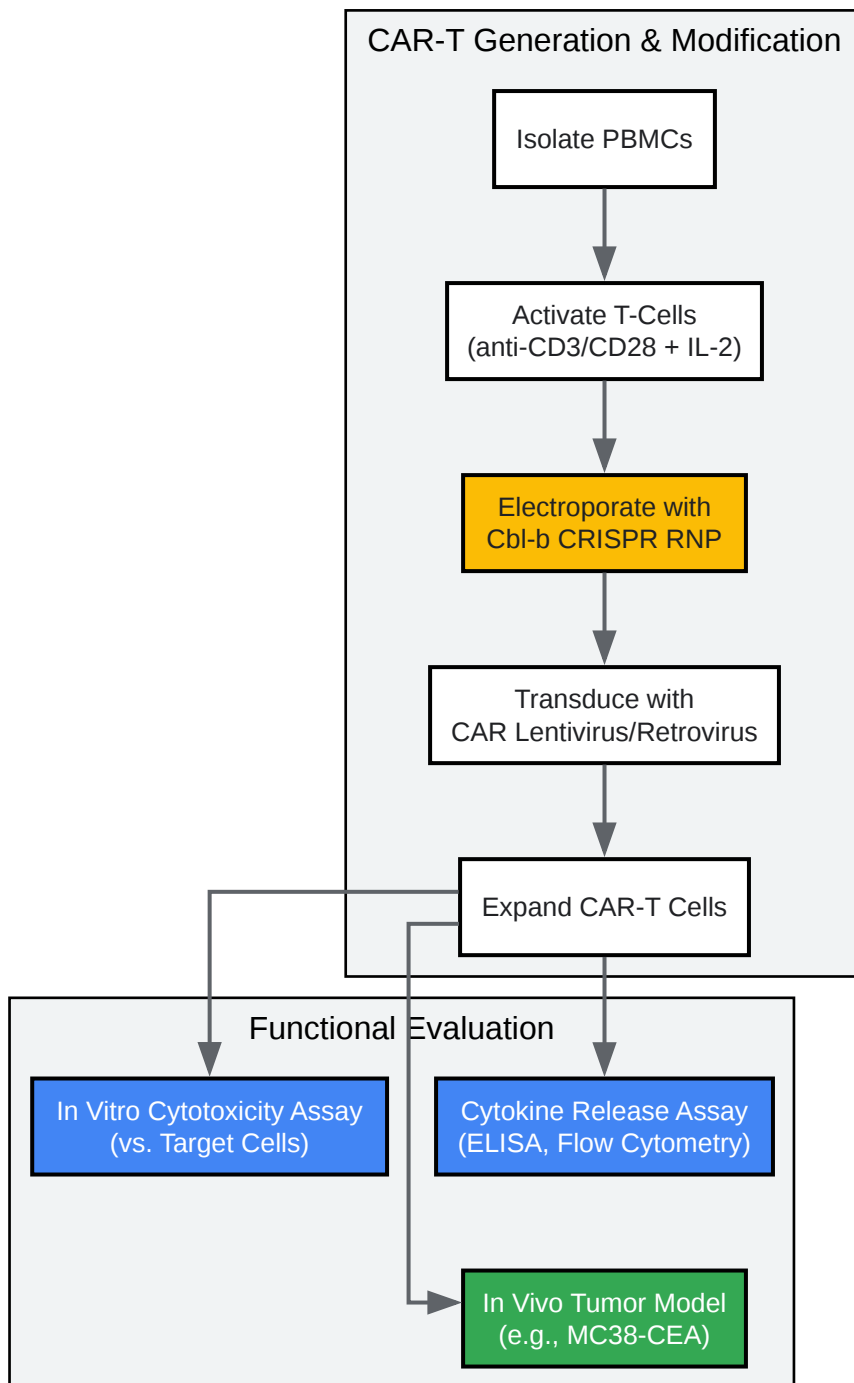 CAR-T Generation & Modification
Isolate PBMCs
Activate T-Cells
(anti-CD3/CD28 + IL-2)
Electroporate with
Cbl-b CRISPR RNP
Transduce with
CAR Lentivirus/Retrovirus
Expand CAR-T Cells
Functional Evaluation
In Vitro Cytotoxicity Assay
(vs. Target Cells)
Cytokine Release Assay
(ELISA, Flow Cytometry)
In Vivo Tumor Model
(e.g., MC38-CEA)